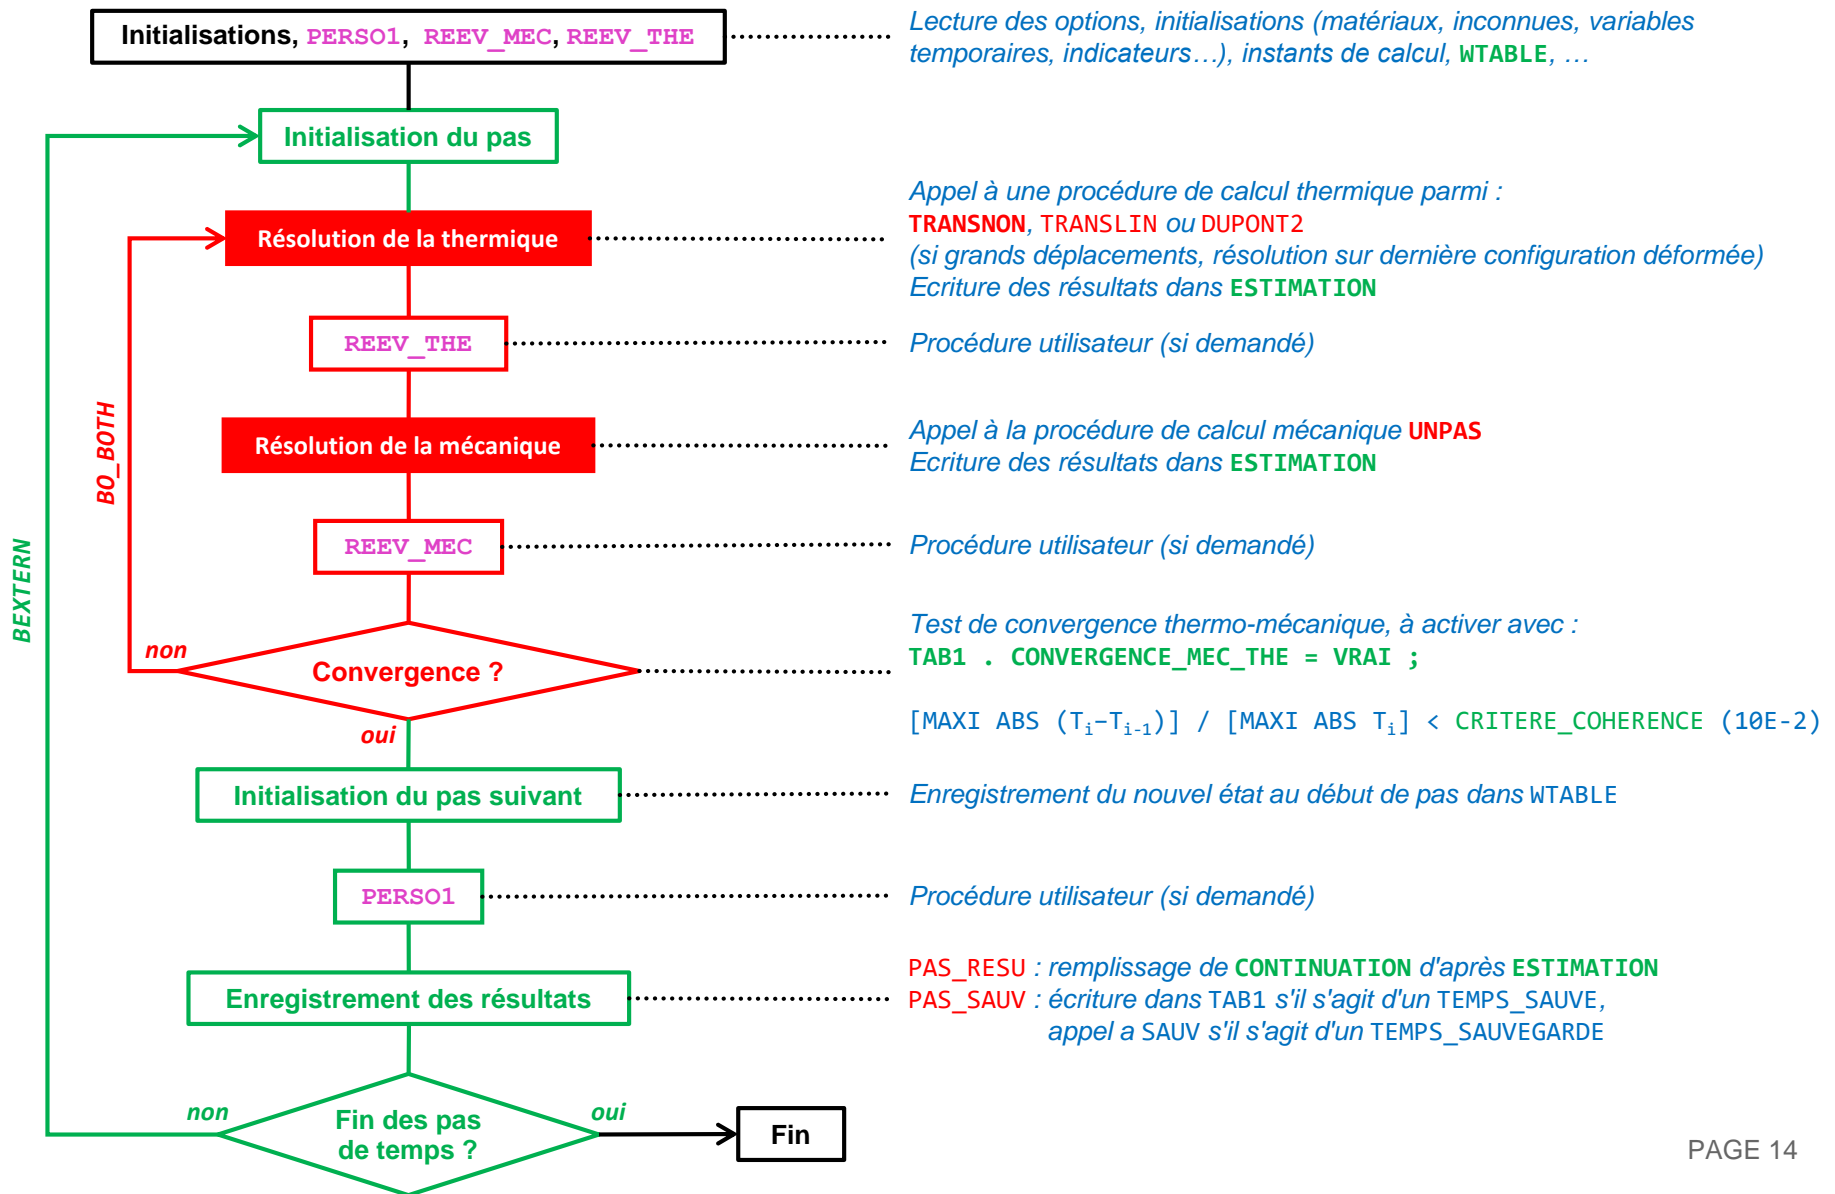 Initialisations, PERSO1, REEV_MEC, REEV_THE
Lecture des options, initialisations (matériaux, inconnues, variables
temporaires, indicateurs…), instants de calcul, WTABLE, …
Initialisation du pas
Appel à une procédure de calcul thermique parmi :
Résolution de la thermique
TRANSNON, TRANSLIN ou DUPONT2
(si grands déplacements, résolution sur dernière configuration déformée)
Ecriture des résultats dans ESTIMATION
REEV_THE
Procédure utilisateur (si demandé)
BO_BOTH
Résolution de la mécanique
Appel à la procédure de calcul mécanique UNPAS
Ecriture des résultats dans ESTIMATION
REEV_MEC
Procédure utilisateur (si demandé)
BEXTERN
Test de convergence thermo-mécanique, à activer avec :
TAB1 . CONVERGENCE_MEC_THE = VRAI ;
non
Convergence ?
[MAXI ABS (Ti–Ti-1)] / [MAXI ABS Ti] < CRITERE_COHERENCE (10E-2)
oui
Initialisation du pas suivant
Enregistrement du nouvel état au début de pas dans WTABLE
PERSO1
Procédure utilisateur (si demandé)
Enregistrement des résultats
PAS_RESU : remplissage de CONTINUATION d'après ESTIMATION
PAS_SAUV : écriture dans TAB1 s'il s'agit d'un TEMPS_SAUVE,
appel a SAUV s'il s'agit d'un TEMPS_SAUVEGARDE
non
Fin des pas
de temps ?
oui
Fin
PAGE 14